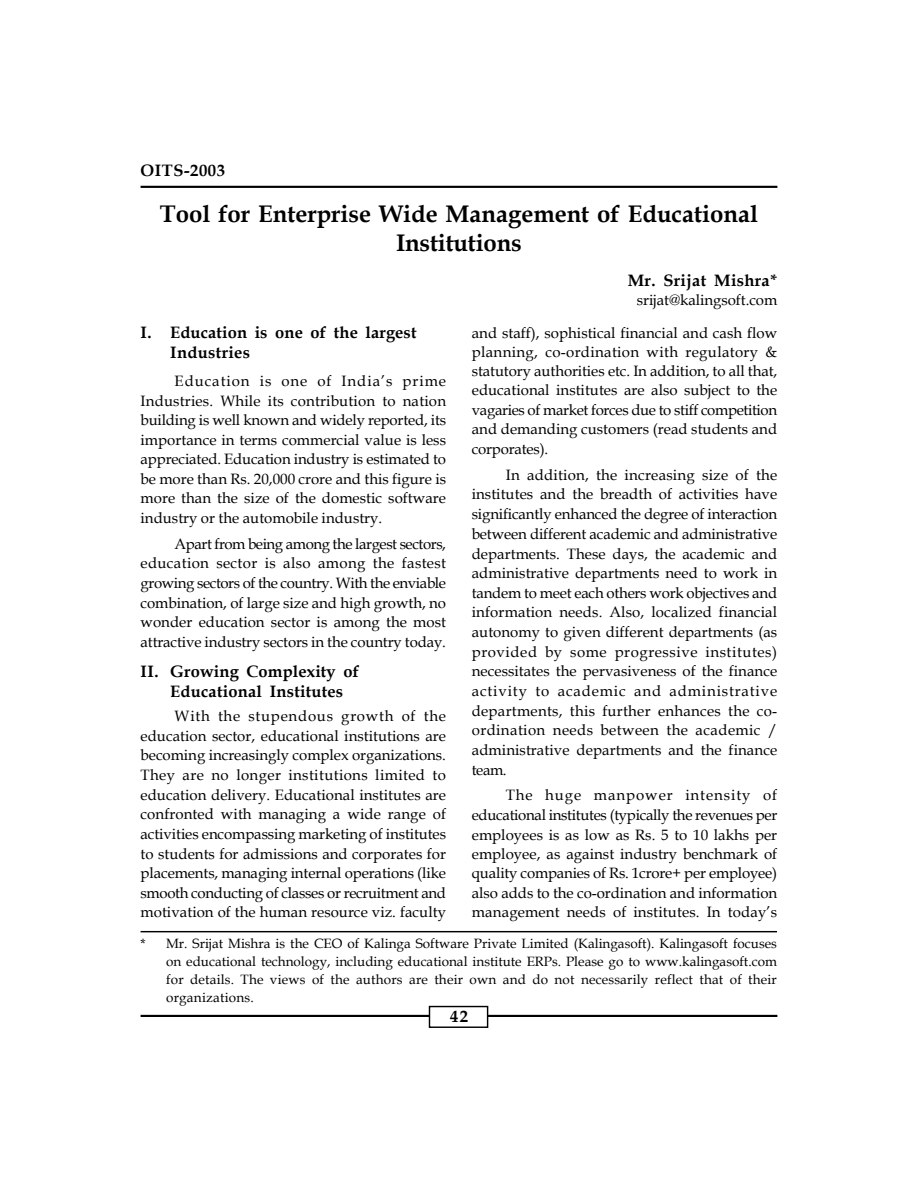 OITS-2003
Tool for Enterprise Wide Management of Educational
Institutions
Mr. Srijat Mishra*
srijat@kalingsoft.com
I. Education is one of the largest
Industries
Education is one of India's prime
Industries. While its contribution to nation
building is well known and widely reported, its
importance in terms commercial value is less
appreciated. Education industry is estimated to
be more than Rs. 20,000 crore and this figure is
more than the size of the domestic software
industry or the automobile industry.
Apart from being among the largest sectors,
education sector is also among the fastest
growing sectors of the country. With the enviable
combination, of large size and high growth, no
wonder education sector is among the most
attractive industry sectors in the country today.
II. Growing Complexity of
Educational Institutes
With the stupendous growth of the
education sector, educational institutions are
becoming increasingly complex organizations.
They are no longer institutions limited to
education delivery. Educational institutes are
confronted with managing a wide range of
activities encompassing marketing of institutes
to students for admissions and corporates for
placements, managing internal operations (like
smooth conducting of classes or recruitment and
motivation of the human resource viz. faculty
and staff), sophistical financial and cash flow
planning, co-ordination with regulatory &
statutory authorities etc. In addition, to all that,
educational institutes are also subject to the
vagaries of market forces due to stiff competition
and demanding customers (read students and
corporates).
In addition, the increasing size of the
institutes and the breadth of activities have
significantly enhanced the degree of interaction
between different academic and administrative
departments. These days, the academic and
administrative departments need to work in
tandem to meet each others work objectives and
information needs. Also, localized financial
autonomy to given different departments (as
provided by some progressive institutes)
necessitates the pervasiveness of the finance
activity to academic and administrative
departments, this further enhances the co-
ordination needs between the academic /
administrative departments and the finance
team.
The huge manpower intensity of
educational institutes (typically the revenues per
employees is as low as Rs. 5 to 10 lakhs per
employee, as against industry benchmark of
quality companies of Rs. 1crore+ per employee)
also adds to the co-ordination and information
management needs of institutes. In today's
* Mr. Srijat Mishra is the CEO of Kalinga Software Private Limited (Kalingasoft). Kalingasoft focuses
on educational technology, including educational institute ERPs. Please go to www.kalingasoft.com
for details. The views of the authors are their own and do not necessarily reflect that of their
organizations.
42